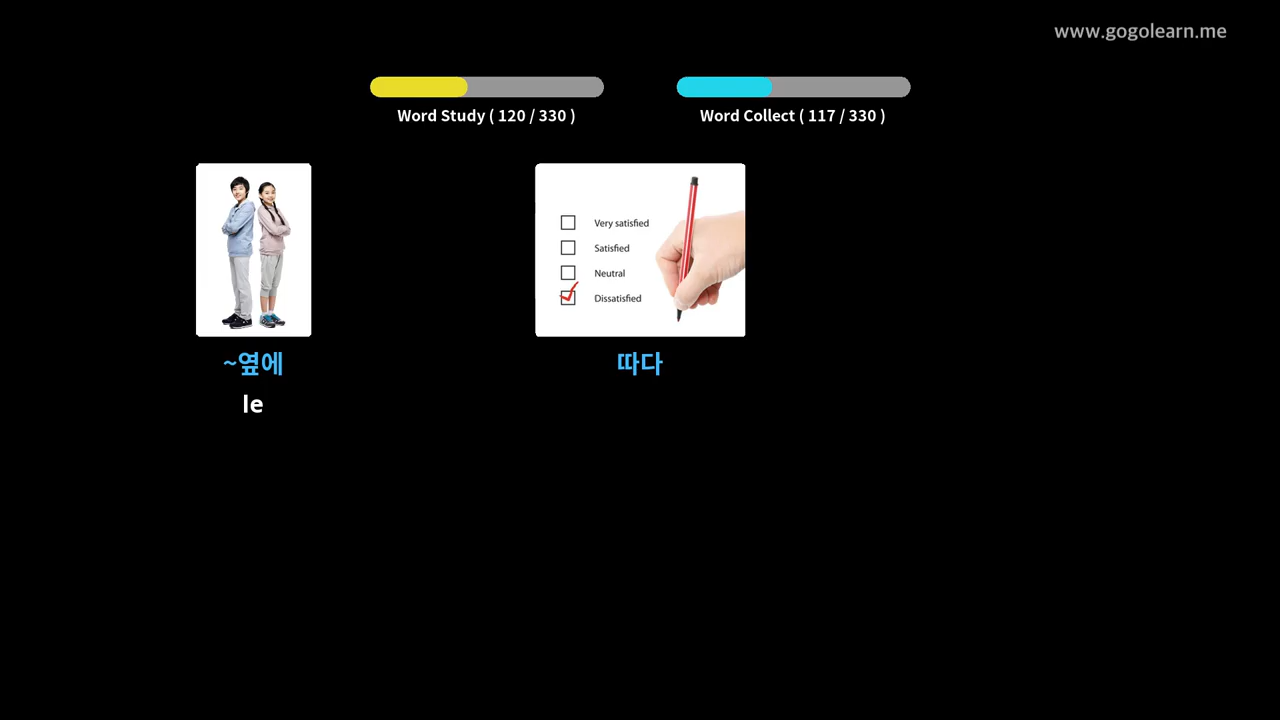 www.gogolearn.me
Word Study ( 120 / 330 )
Word Collect ( 117 / 330 )
Very satisfied
Satisfied
Neutral
Dissatisfied
~옆에
따다
le